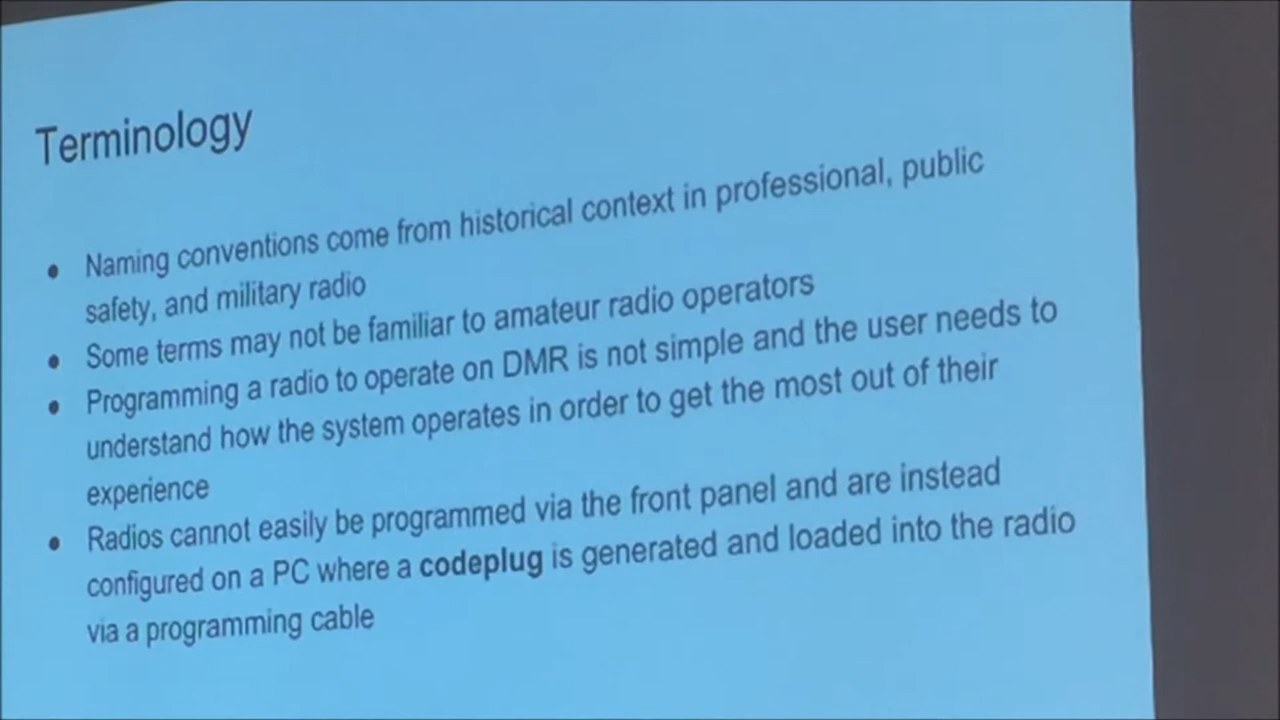 Terminology
● Naming conventions come from historical context in professional, public
safety, and military radio
● Some terms may not be familiar to amateur radio operators
● Programming a radio to operate on DMR is not simple and the user needs to
understand how the system operates in order to get the most out of their
experience
● Radios cannot easily be programmed via the front panel and are instead
configured on a PC where a codeplug is generated and loaded into the radio
via a programming cable